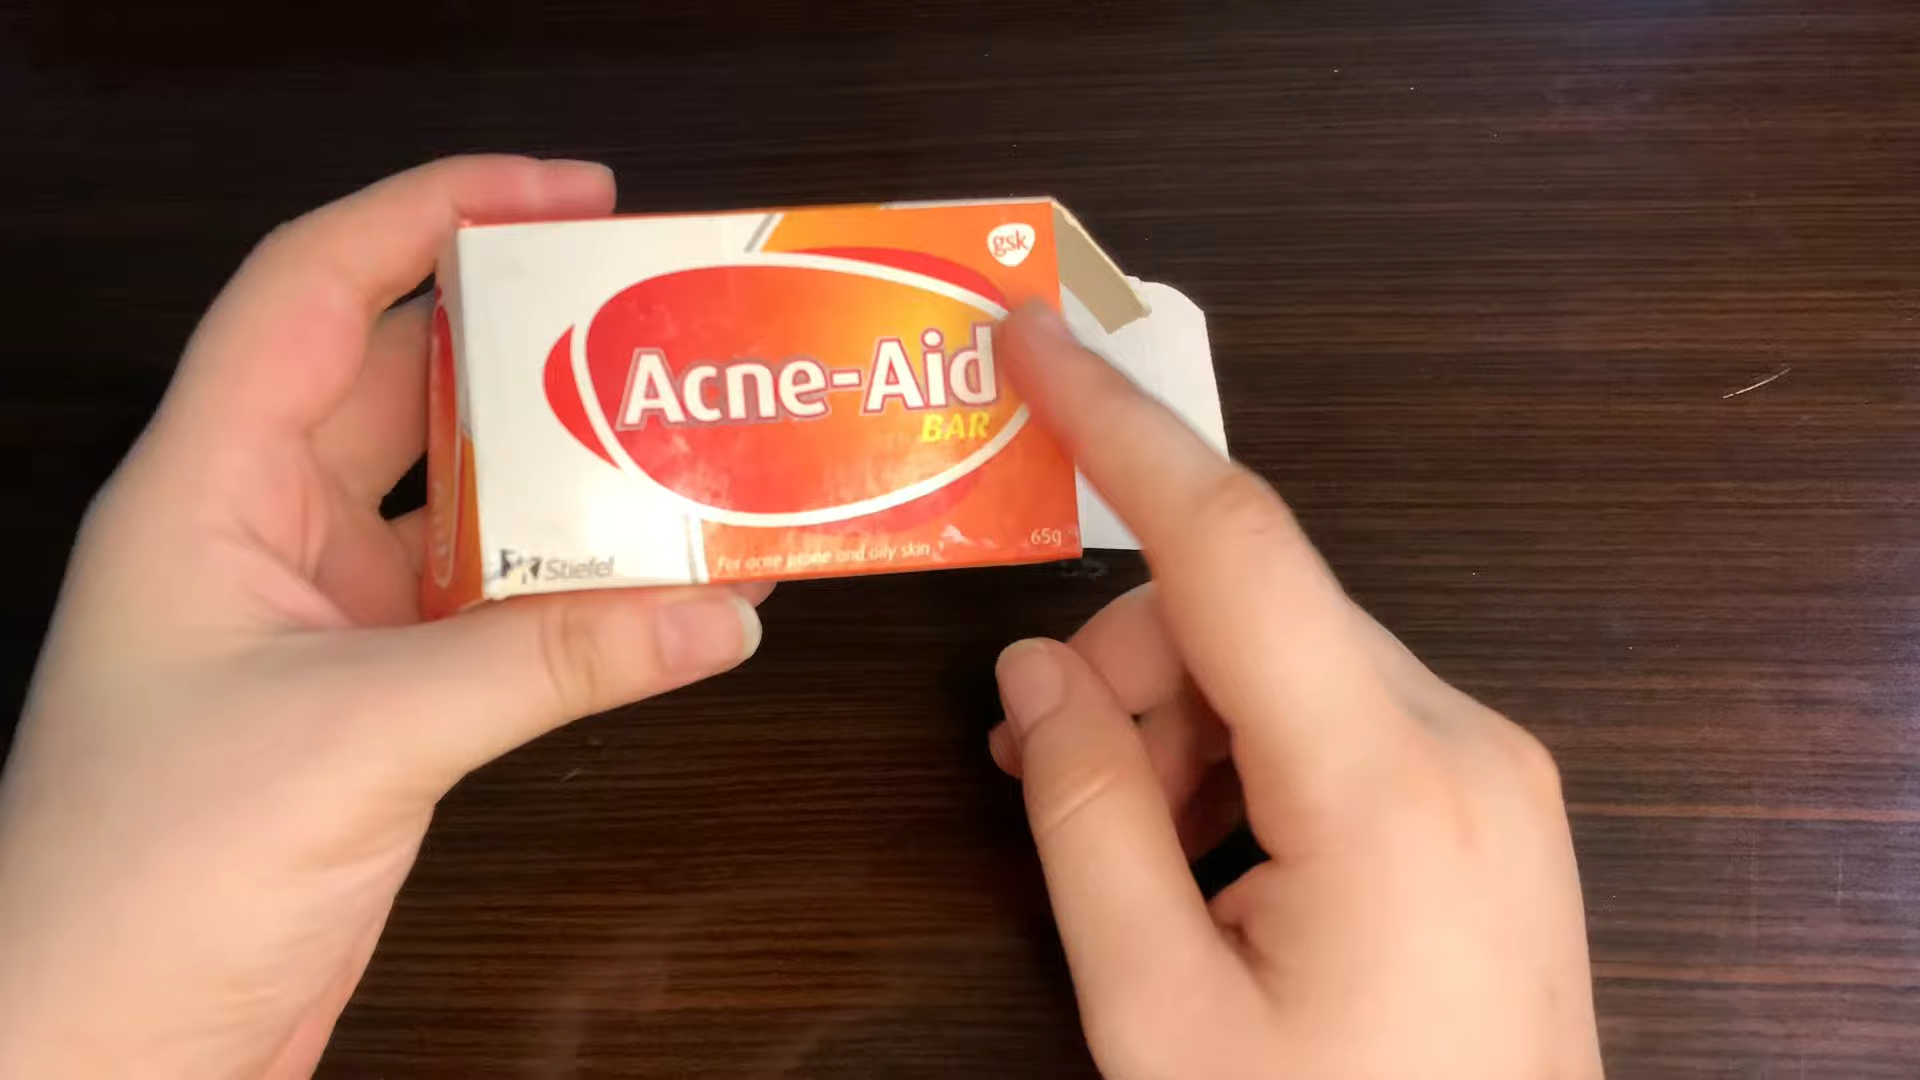 gsk
Acne-Aid
BAR
65g
Stiefel
For acne prone and oily skin